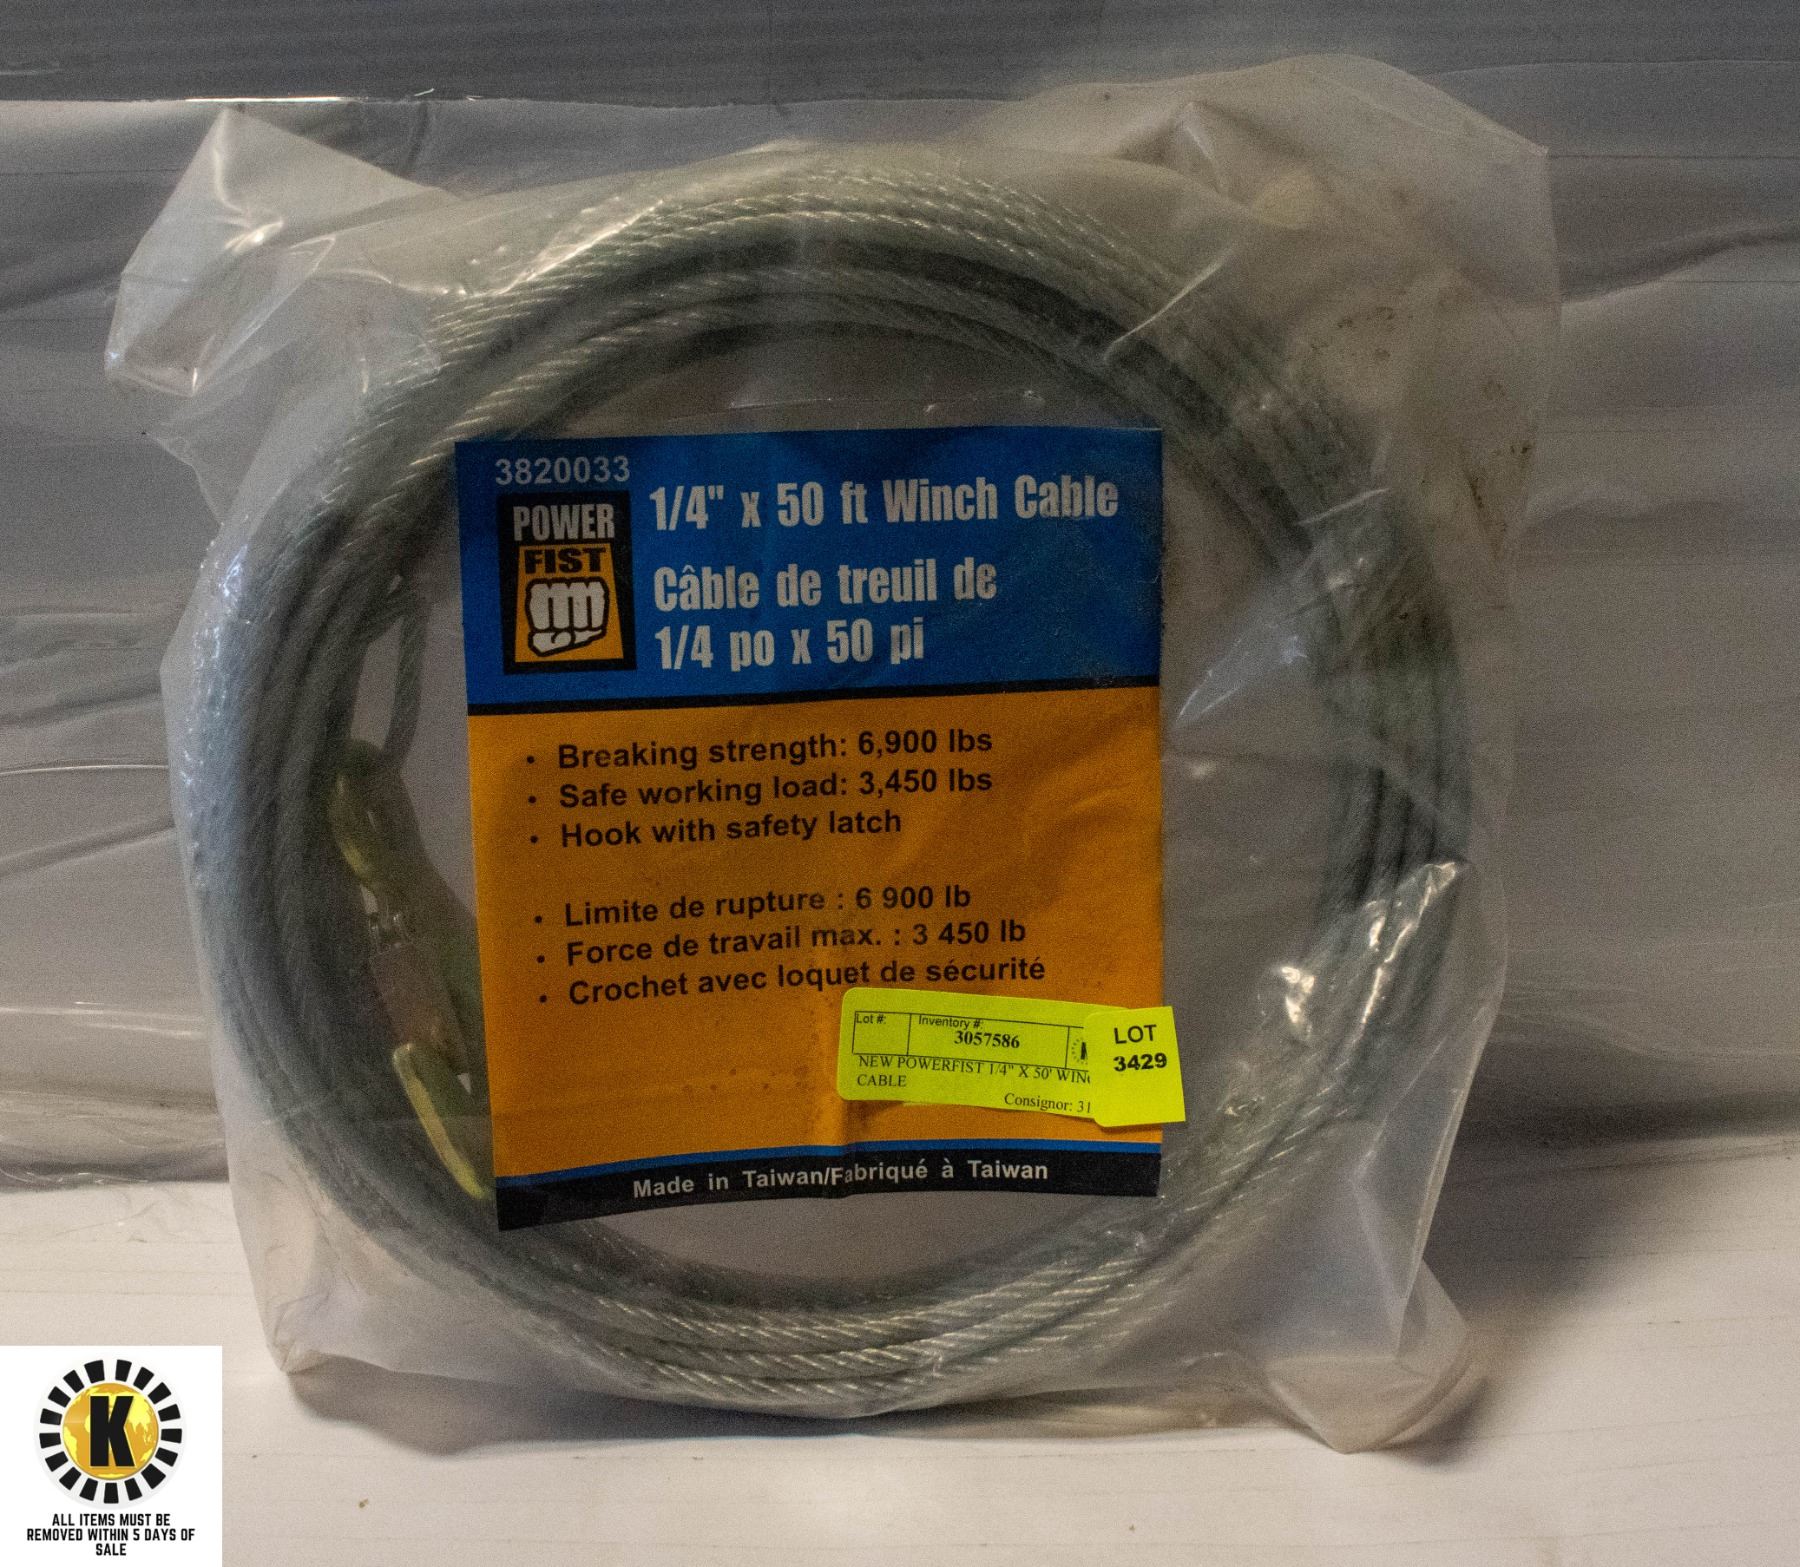 3820033
POWER
FIST
1/4" x 50 ft Winch Cable
Câble de treuil de
1/4 po x 50 pi
• Breaking strength: 6,900 lbs
• Safe working load: 3,450 lbs
• Hook with safety latch
• Limite de rupture : 6 900 lb
• Force de travail max. : 3 450 lb
• Crochet avec loquet de sécurité
Lot #:
Inventory #:
3057586
NEW POWERFIST 1/4" X 50'
CABLE
Consignor: 31
LOT
3429
Made in Taiwan/Fabriqué à Taiwan
K
ALL ITEMS MUST BE
REMOVED WITHIN 5 DAYS OF
SALE